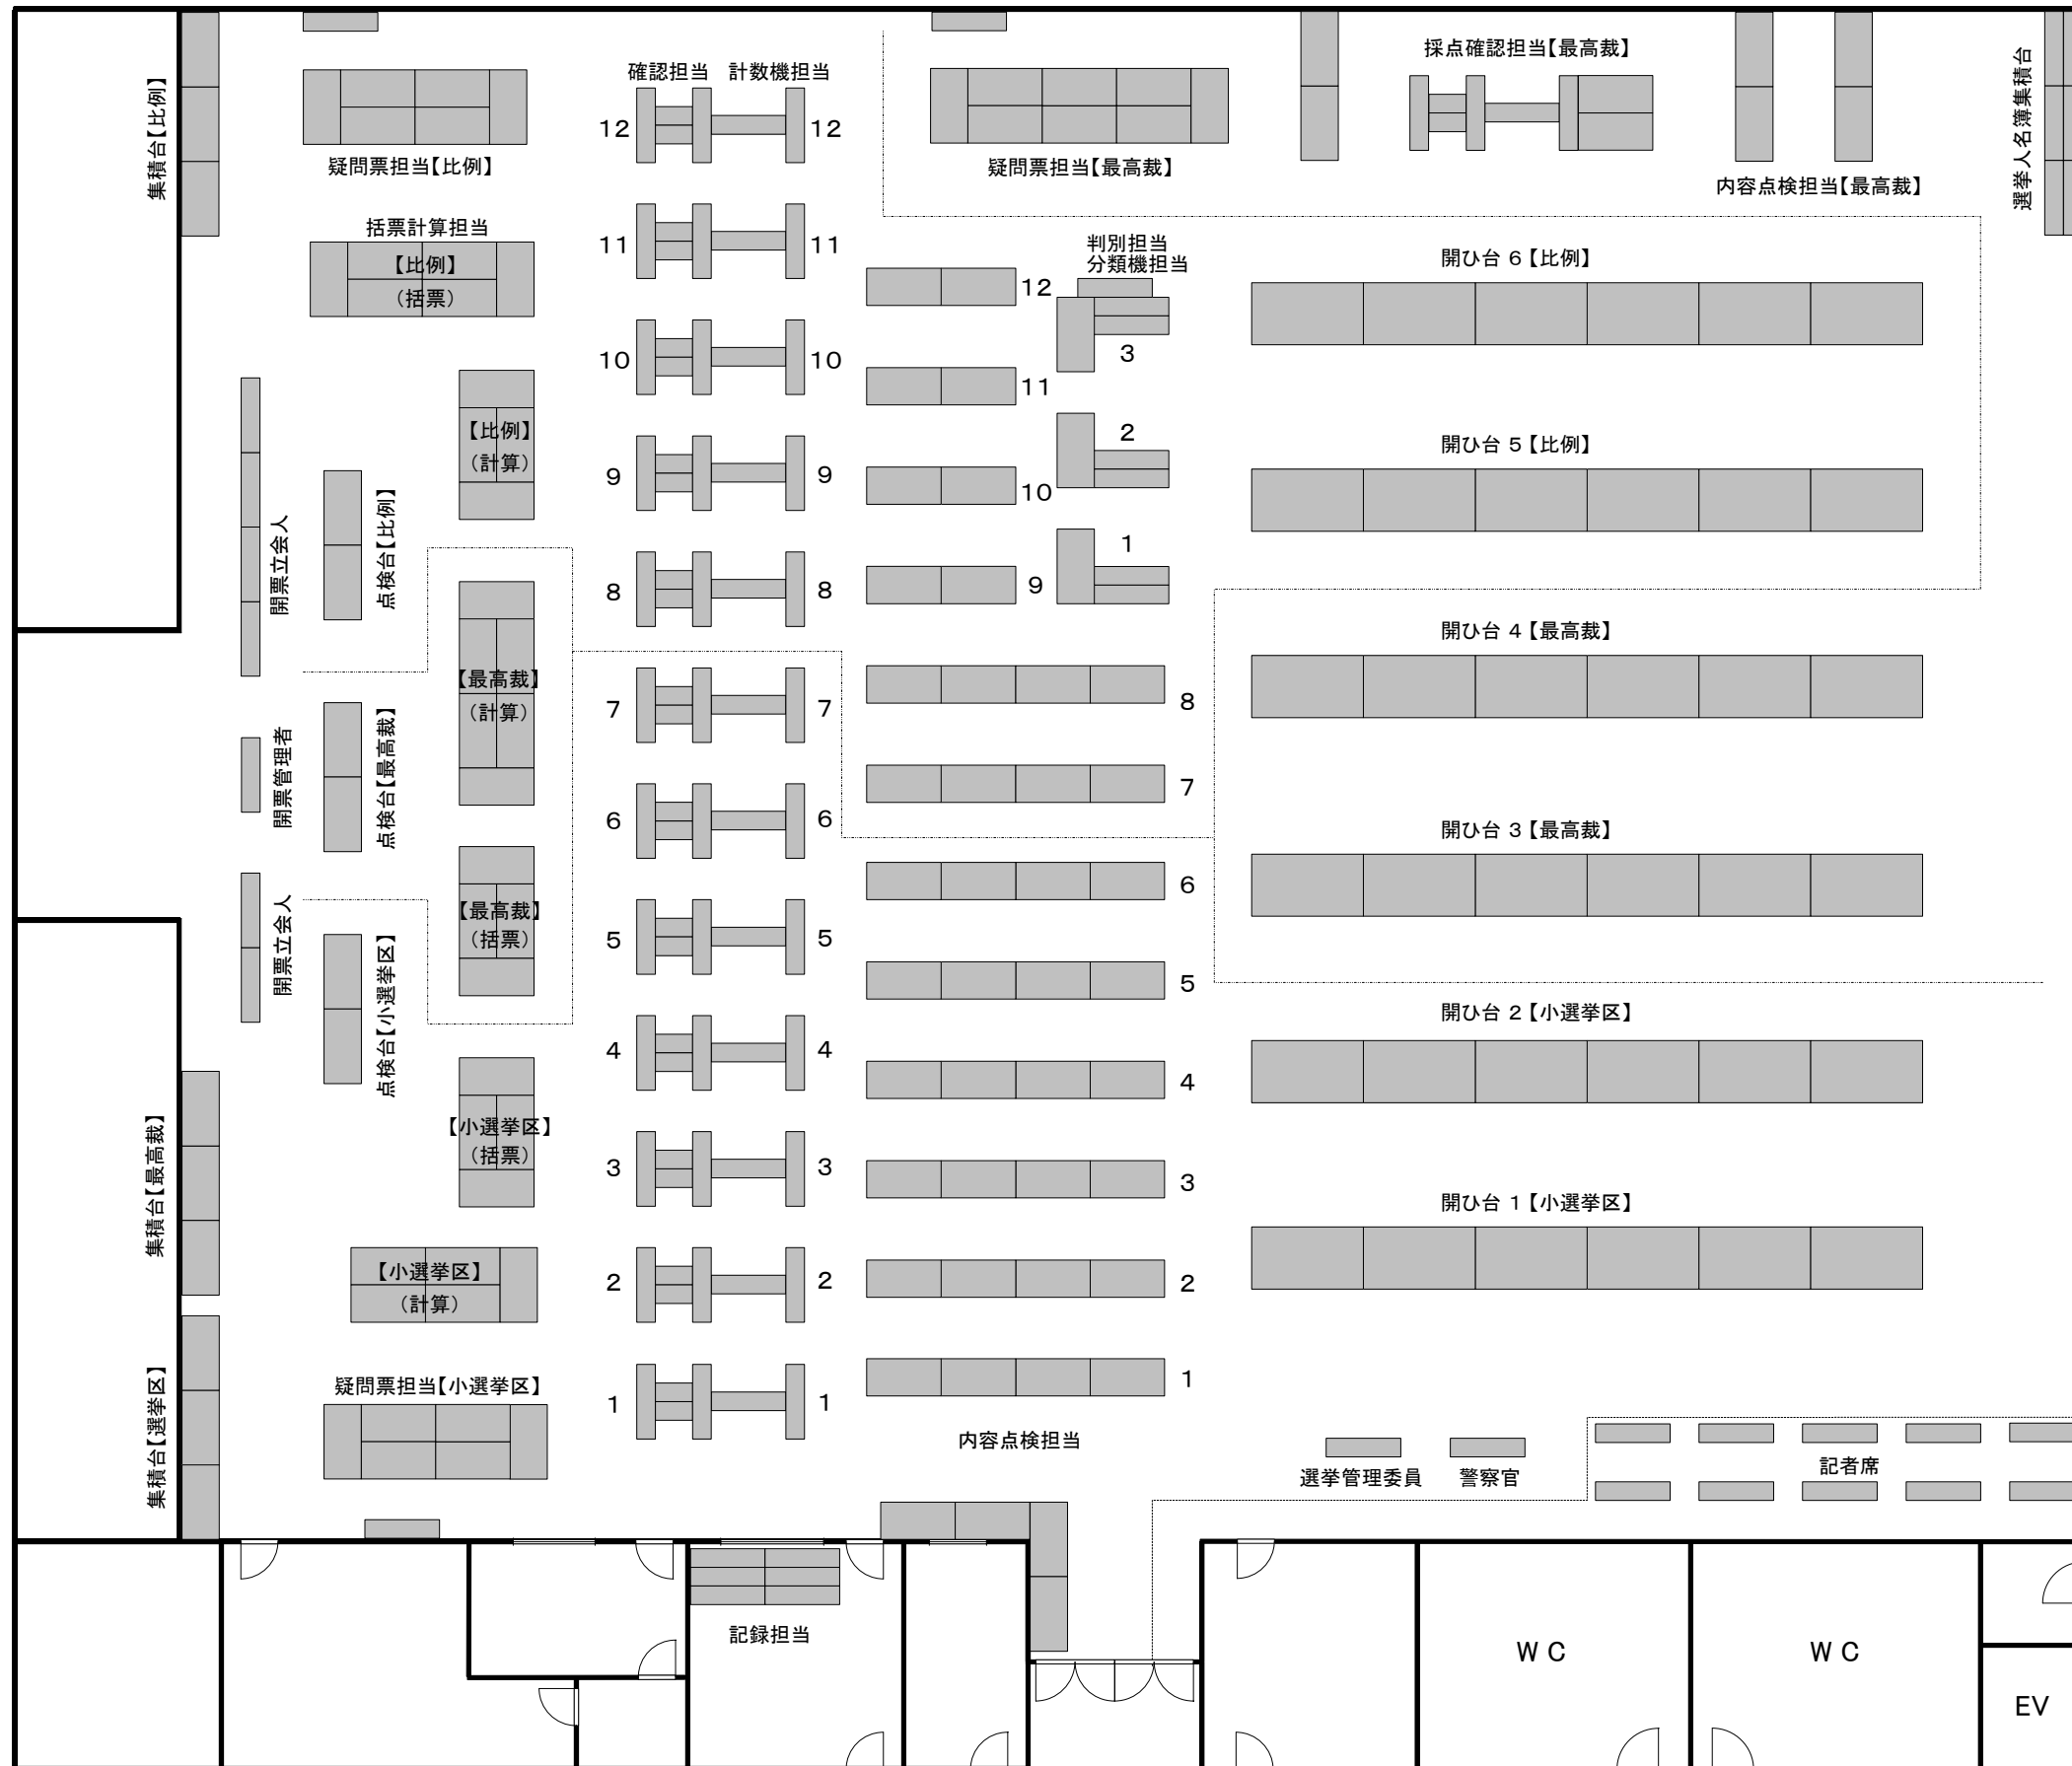 集積台【比例】
疑問票担当【比例】
括票計算担当
【比例】
（括票）
【比例】
（計算）
開票立会人
点検台【比例】
【最高裁】
（計算）
開票管理者
点検台【最高裁】
【最高裁】
（括票）
開票立会人
点検台【小選挙区】
【小選挙区】
（括票）
集積台【最高裁】
【小選挙区】
（計算）
集積台【選挙区】
疑問票担当【小選挙区】
確認担当 計数機担当
12 12
11 11
10 10
9 9
8 8
7 7
6 6
5 5
4 4
3 3
2 2
1 1
疑問票担当【最高裁】
採点確認担当【最高裁】
内容点検担当【最高裁】
選挙人名簿集積台
判別担当
分類機担当
3
2
1
12
11
10
9
8
7
6
5
4
3
2
1
内容点検担当
開ひ台 6【比例】
開ひ台 5【比例】
開ひ台 4【最高裁】
開ひ台 3【最高裁】
開ひ台 2【小選挙区】
開ひ台 1【小選挙区】
選挙管理委員
警察官
記者席
記録担当
WC
WC
EV